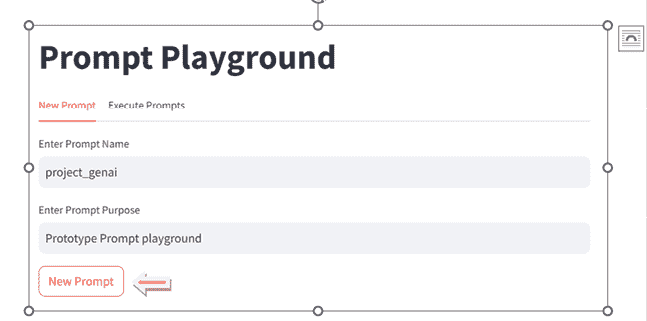 Prompt Playground
New Prompt Execute Prompts
Enter Prompt Name
project_genai
Enter Prompt Purpose
Prototype Prompt playground
New Prompt